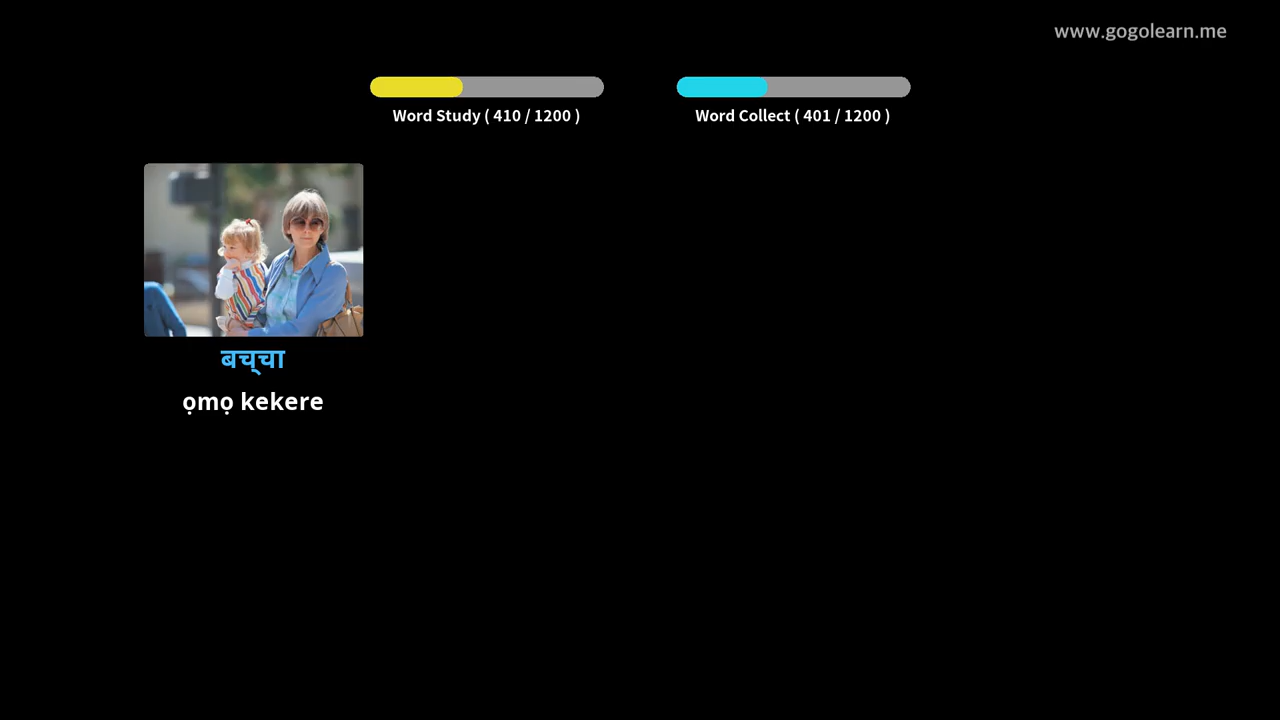 www.gogolearn.me
Word Study ( 410 / 1200 )
Word Collect ( 401 / 1200 )
बच्चा
ọmọ kekere